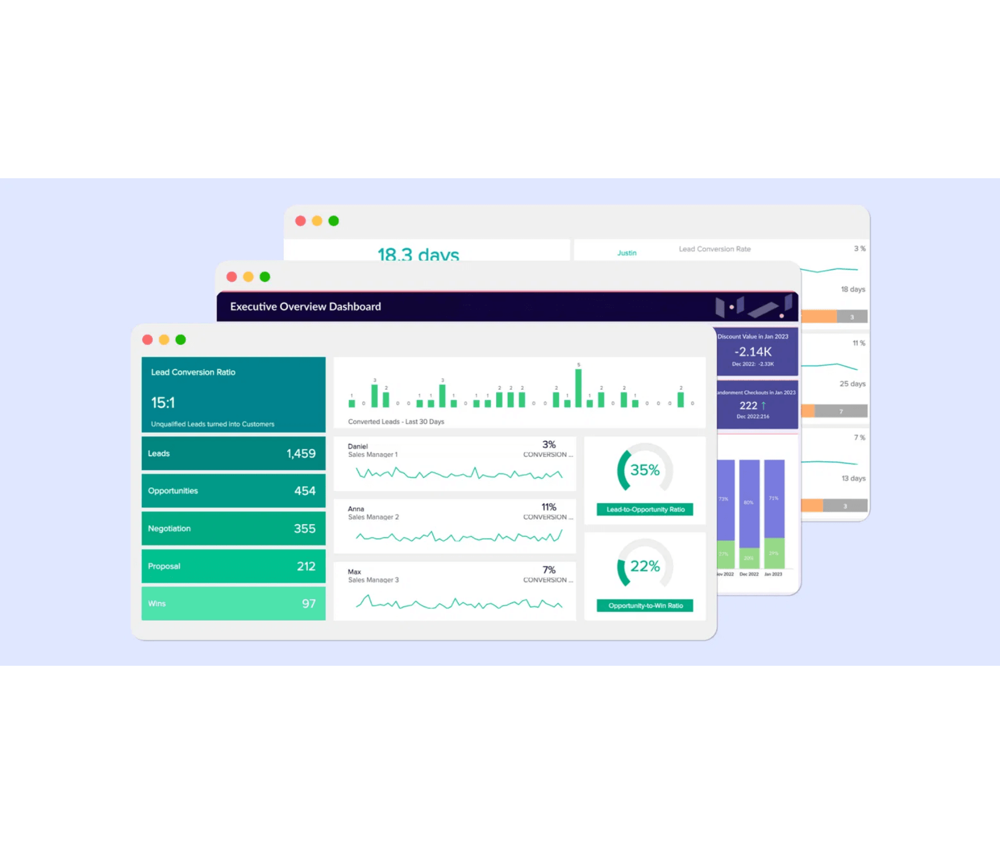 18.3 days
Justin
Lead Conversion Rate
3 %
18 days
3
11 %
25 days
7
7 %
13 days
3
Executive Overview Dashboard
Discount Value in Jan 2023
-2.14K
Dec 2022: -2.33K
Checkouts in Jan 2023
222 ↑
Dec 2022:216
73% 80% 71%
27% 20% 29%
2022 Dec 2022 Jan 2023
Lead Conversion Ratio
15:1
Unqualified Leads turned into Customers
Leads 1,459
Opportunities 454
Negotiation 355
Proposal 212
Wins 97
1 0 3 2 0 0 1 1 3 1 0 1 1 2 2 2 0 0 2 1 5 1 2 0 2 1 0 0 0 2 0
Converted Leads - Last 30 Days
Daniel 3%
Sales Manager 1 CONVERSION ...
Anna 11%
Sales Manager 2 CONVERSION ...
Max 7%
Sales Manager 3 CONVERSION ...
35%
Lead-to-Opportunity Ratio
22%
Opportunity-to-Win Ratio